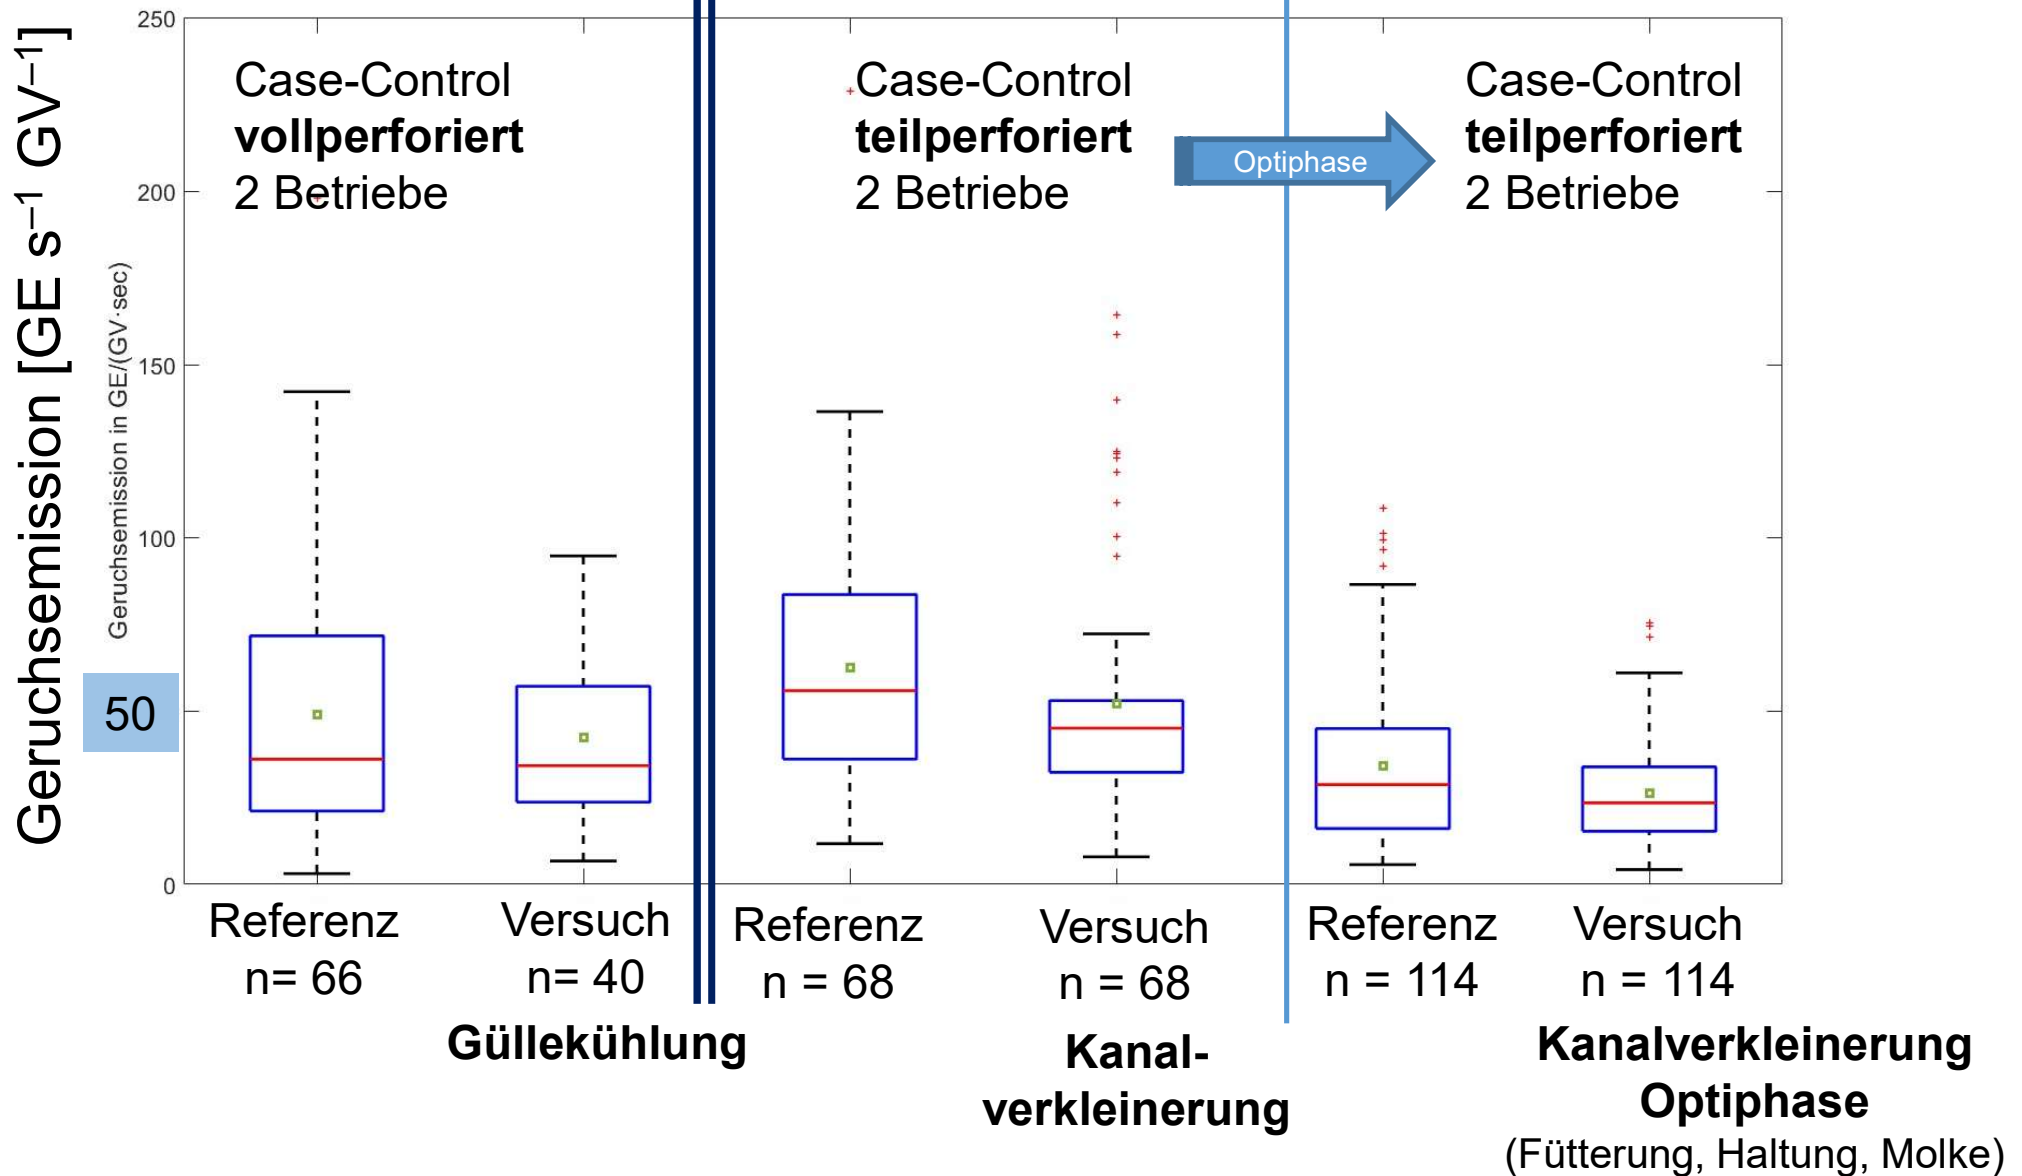 Geruchsemission [GE s⁻¹ GV⁻¹]
Geruchsemission in GE/(GV·sec)
250
200
150
100
50
0
Case-Control
vollperforiert
2 Betriebe
Case-Control
teilperforiert
2 Betriebe
Optiphase
Case-Control
teilperforiert
2 Betriebe
Referenz
n= 66
Versuch
n= 40
Güllekühlung
Referenz
n = 68
Versuch
n = 68
Kanal-
verkleinerung
Referenz
n = 114
Versuch
n = 114
Kanalverkleinerung
Optiphase
(Fütterung, Haltung, Molke)